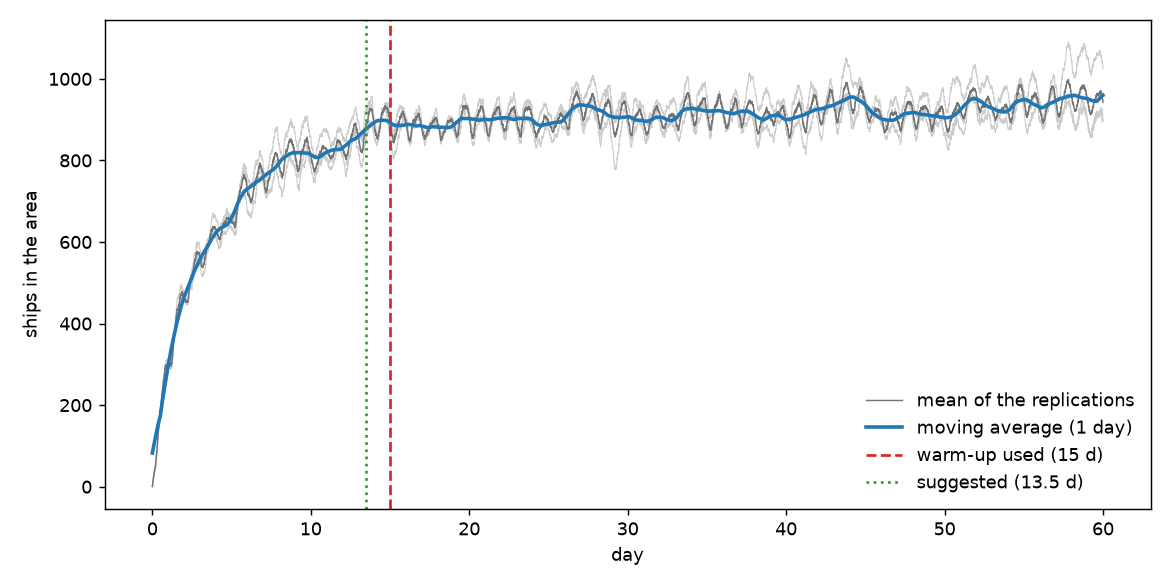 1000
800
600
400
200
0
ships in the area
mean of the replications
moving average (1 day)
warm-up used (15 d)
suggested (13.5 d)
0 10 20 30 40 50 60
day